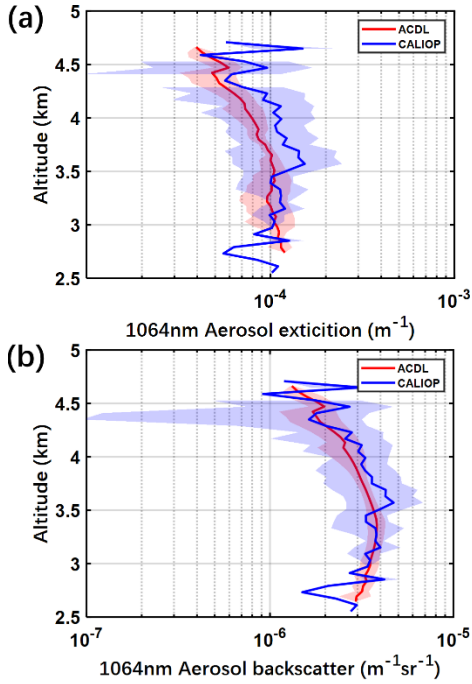 (a)
ACDL
CALIOP
5
4.5
4
3.5
3
2.5
Altitude (km)
10⁻⁵
10⁻⁴
10⁻³
1064nm Aerosol exticition (m⁻¹)
(b)
ACDL
CALIOP
5
4.5
4
3.5
3
2.5
Altitude (km)
10⁻⁷
10⁻⁶
10⁻⁵
1064nm Aerosol backscatter (m⁻¹sr⁻¹)